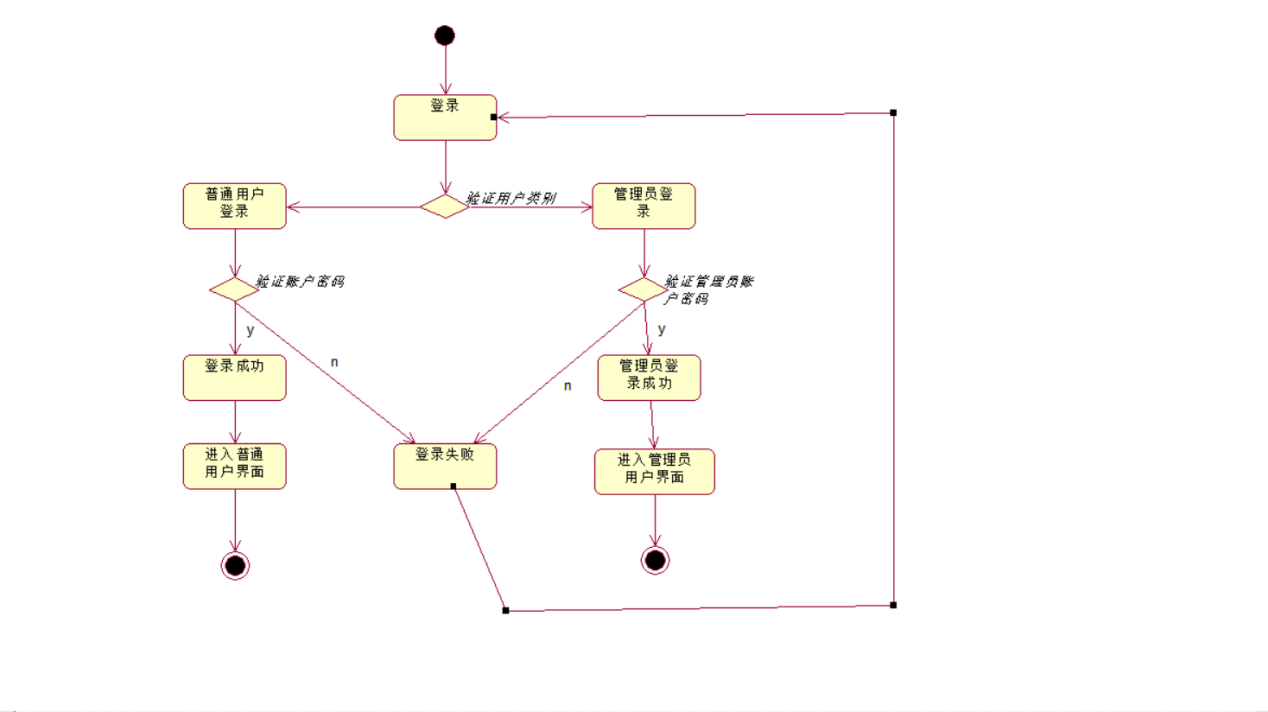 登录
普通用户
登录
验证用户类别
管理员登
录
验证账户密码
验证管理员账
户密码
y
n
y
n
登录成功
管理员登
录成功
进入普通
用户界面
登录失败
进入管理员
用户界面